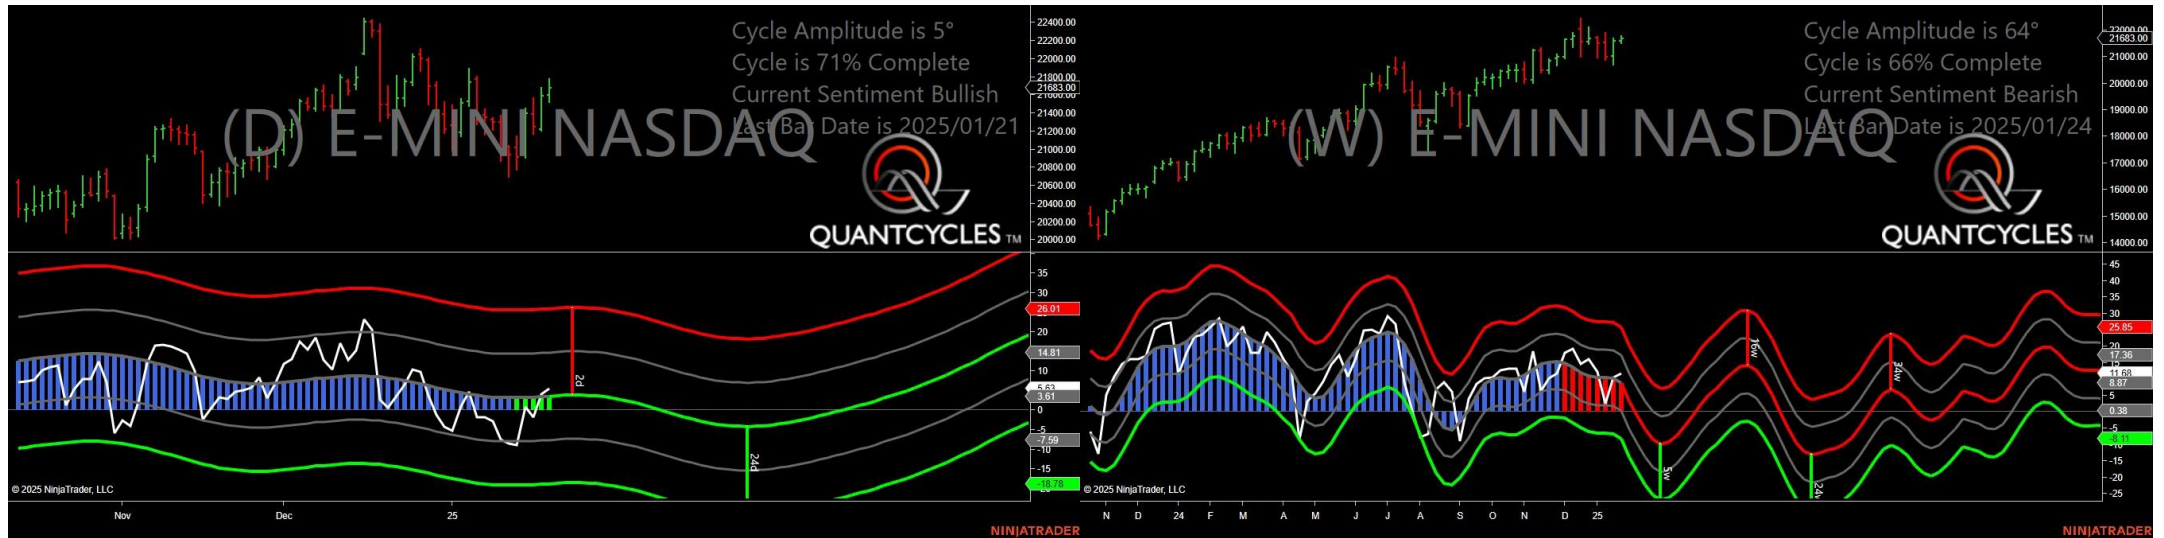 Cycle Amplitude is 5°
Cycle is 71% Complete
Current Sentiment Bullish
Last Bar Date is 2025/01/21
(D) E-MINI NASDAQ
QUANTCYCLES TM
22400.00
22200.00
22000.00
21800.00
21683.00
21600.00
21400.00
21200.00
21000.00
20800.00
20600.00
20400.00
20200.00
20000.00
35
30
26.01
20
14.81
10
5.63
3.61
0
-5
-7.59
-15
-18.78
2d
24d
© 2025 NinjaTrader, LLC
Nov
Dec
25
NINJATRADER
Cycle Amplitude is 64°
Cycle is 66% Complete
Current Sentiment Bearish
Last Bar Date is 2025/01/24
(W) E-MINI NASDAQ
QUANTCYCLES TM
22000.00
21683.00
21000.00
20000.00
19000.00
18000.00
17000.00
16000.00
15000.00
14000.00
45
40
35
30
25.85
20
17.36
11.68
8.87
5
0.38
-5
-8.11
-10
-15
-20
-25
16w
34w
5w
© 2025 NinjaTrader, LLC
N
D
24
F
M
A
M
J
J
A
S
O
N
D
25
NINJATRADER